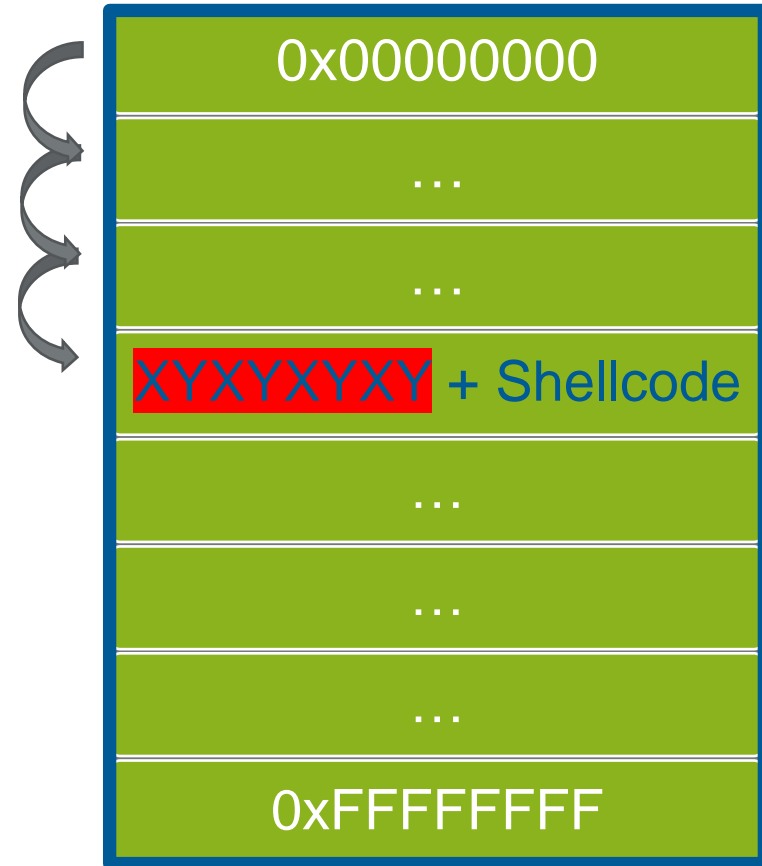 0x00000000
…
…
XYXYXYXY + Shellcode
…
…
…
0xFFFFFFFF